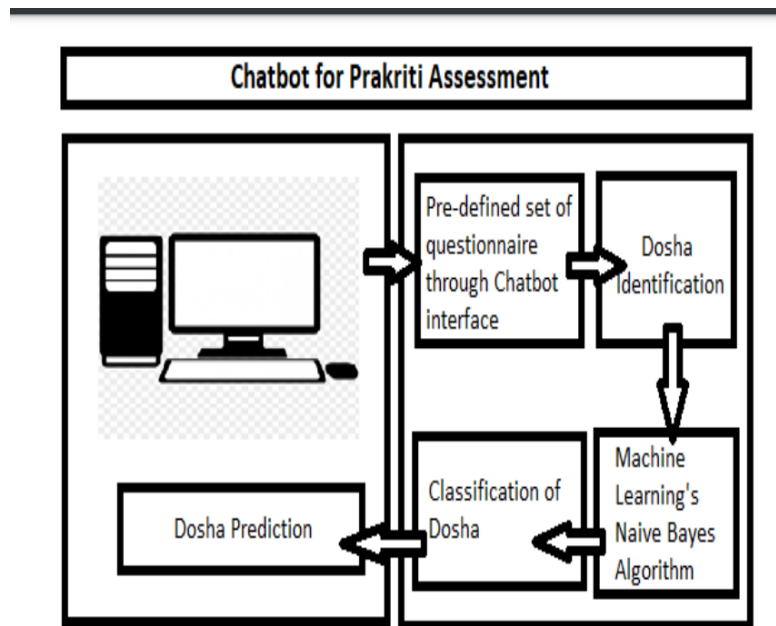 Chatbot for Prakriti Assessment
Pre-defined set of
questionnaire
through Chatbot
interface
Dosha
Identification
Machine
Learning's
Naive Bayes
Algorithm
Classification of
Dosha
Dosha Prediction